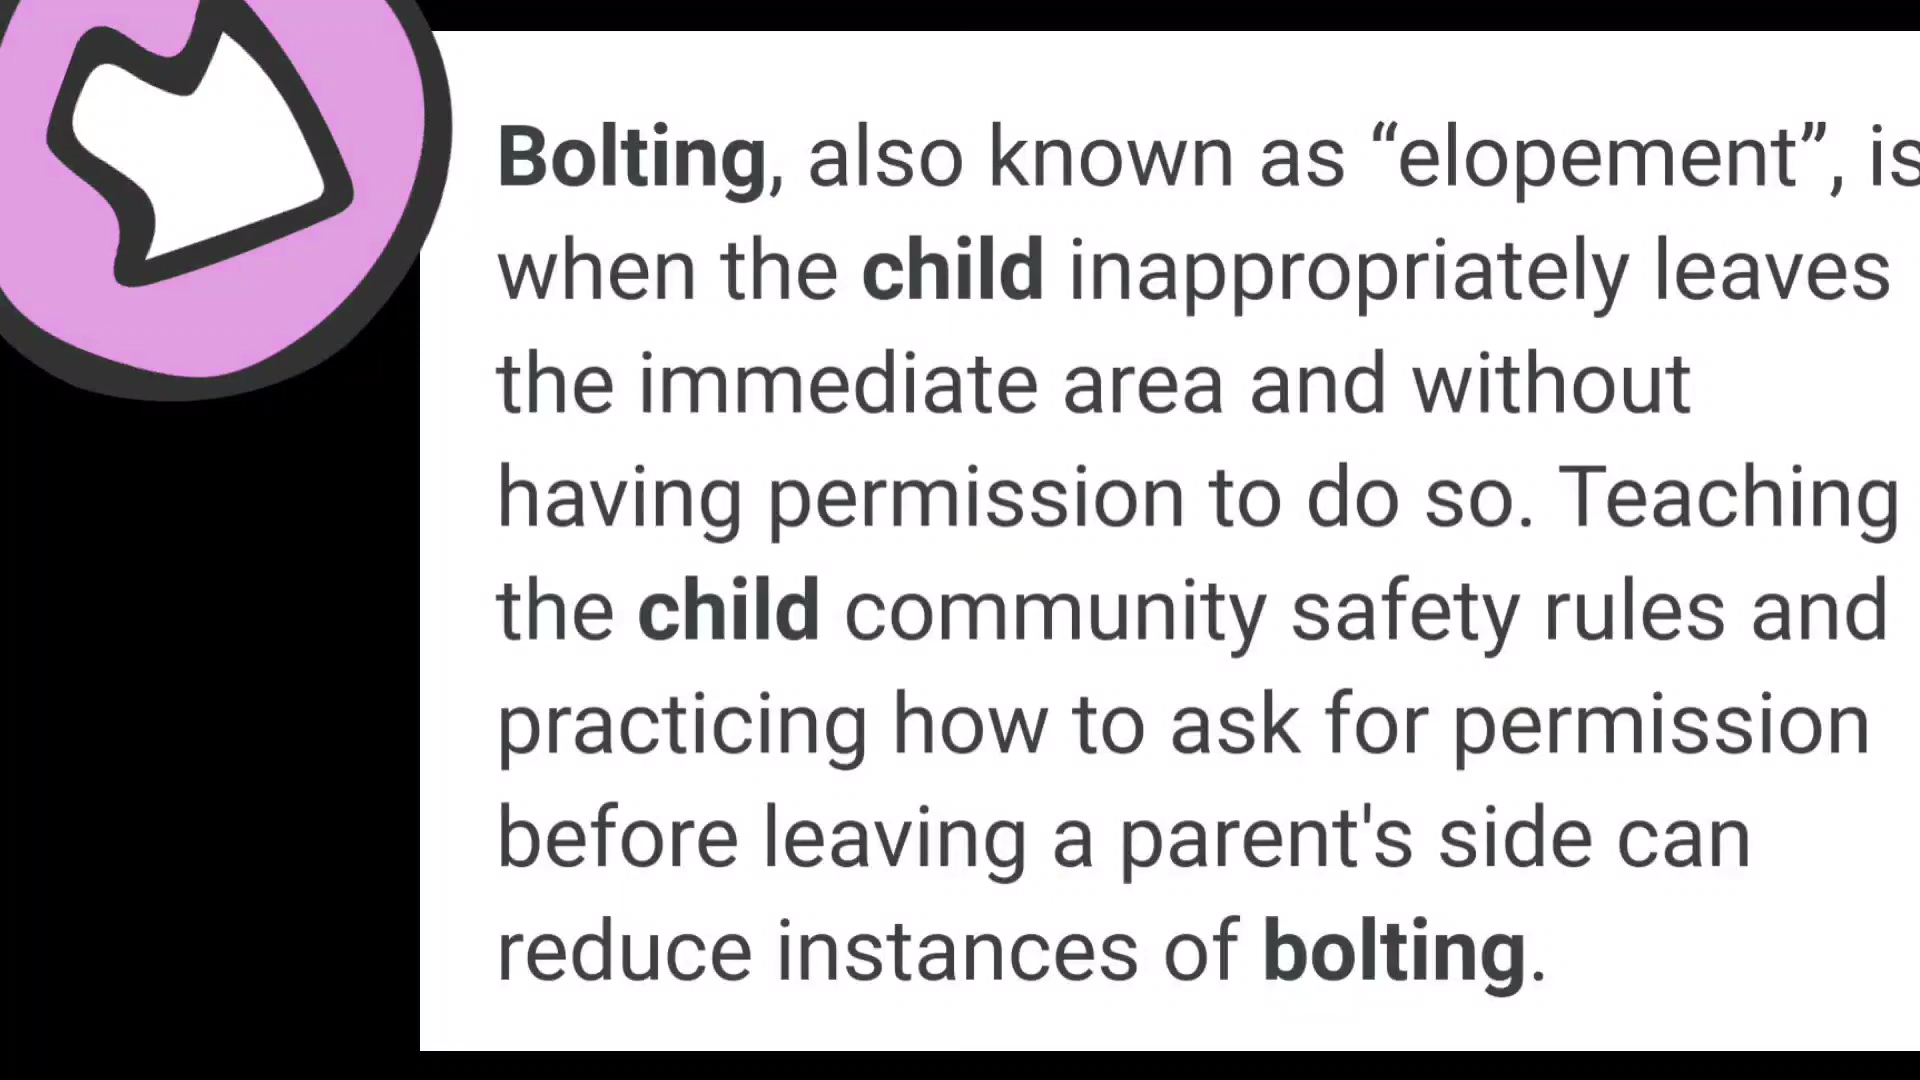 Bolting, also known as “elopement”, is
when the child inappropriately leaves
the immediate area and without
having permission to do so. Teaching
the child community safety rules and
practicing how to ask for permission
before leaving a parent's side can
reduce instances of bolting.